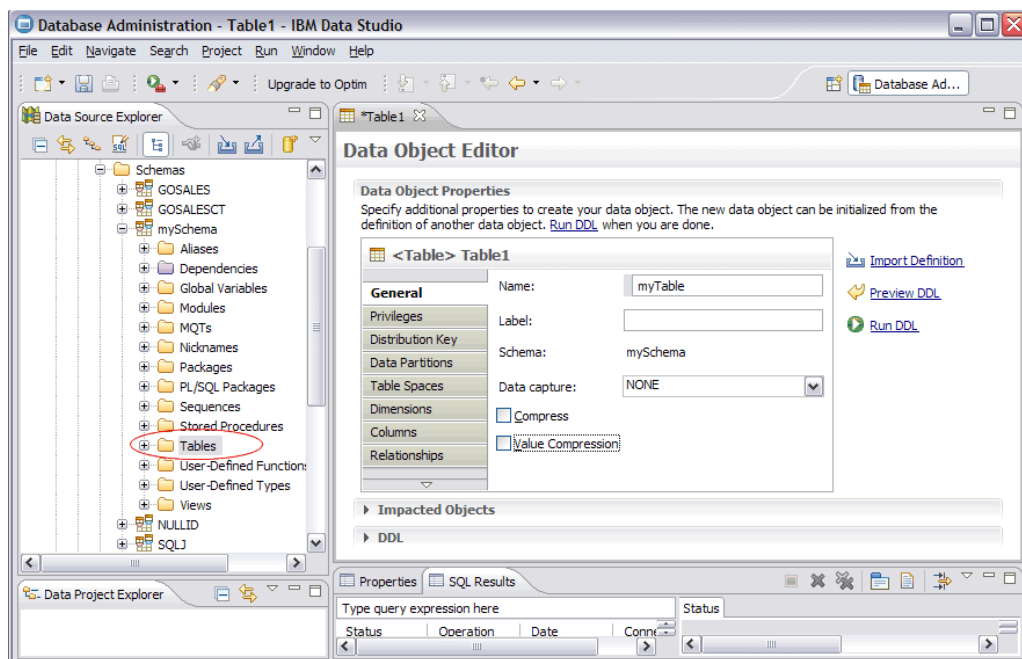 Database Administration - Table1 - IBM Data Studio
File Edit Navigate Search Project Run Window Help
Upgrade to Optim
Database Ad...
Data Source Explorer
Schemas
GOSALES
GOSALESCT
mySchema
Aliases
Dependencies
Global Variables
Modules
MQTs
Nicknames
Packages
PL/SQL Packages
Sequences
Stored Procedures
Tables
User-Defined Functions
User-Defined Types
Views
NULLID
SQLJ
Data Project Explorer
*Table1
Data Object Editor
Data Object Properties
Specify additional properties to create your data object. The new data object can be initialized from the
definition of another data object. Run DDL when you are done.
<Table> Table1
General
Privileges
Distribution Key
Data Partitions
Table Spaces
Dimensions
Columns
Relationships
Name: myTable
Label:
Schema: mySchema
Data capture: NONE
Compress
Value Compression
Import Definition
Preview DDL
Run DDL
Impacted Objects
DDL
Properties SQL Results
Type query expression here
Status Operation Date Conne
Status